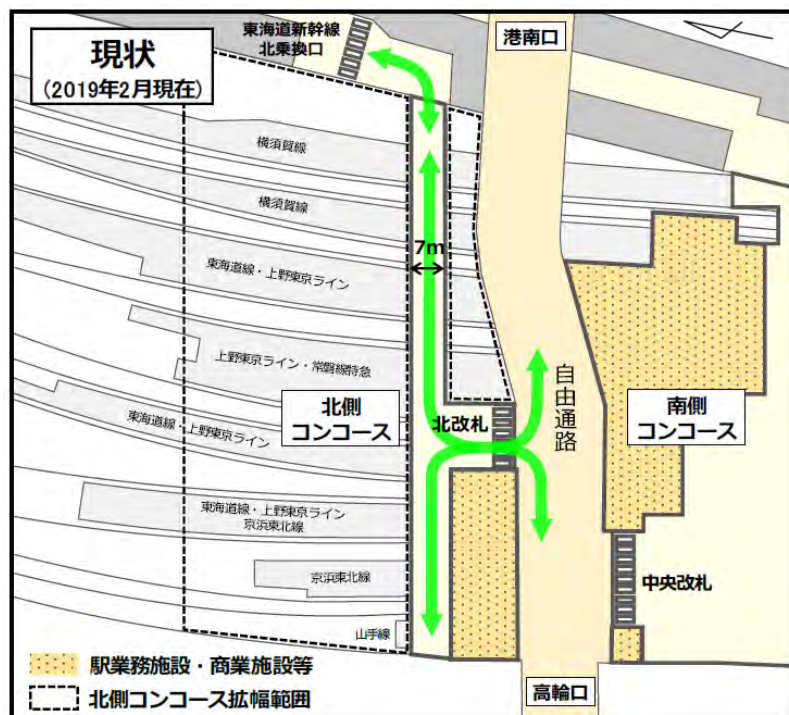 現状
(2019年2月現在)
東海道新幹線
北乗換口
港南口
横須賀線
横須賀線
7m
東海道線・上野東京ライン
上野東京ライン・常磐線特急
東海道線・上野東京ライン
北側
コンコース
北改札
自由通路
南側
コンコース
東海道線・上野東京ライン
京浜東北線
京浜東北線
中央改札
山手線
駅業務施設・商業施設等
北側コンコース拡幅範囲
高輪口